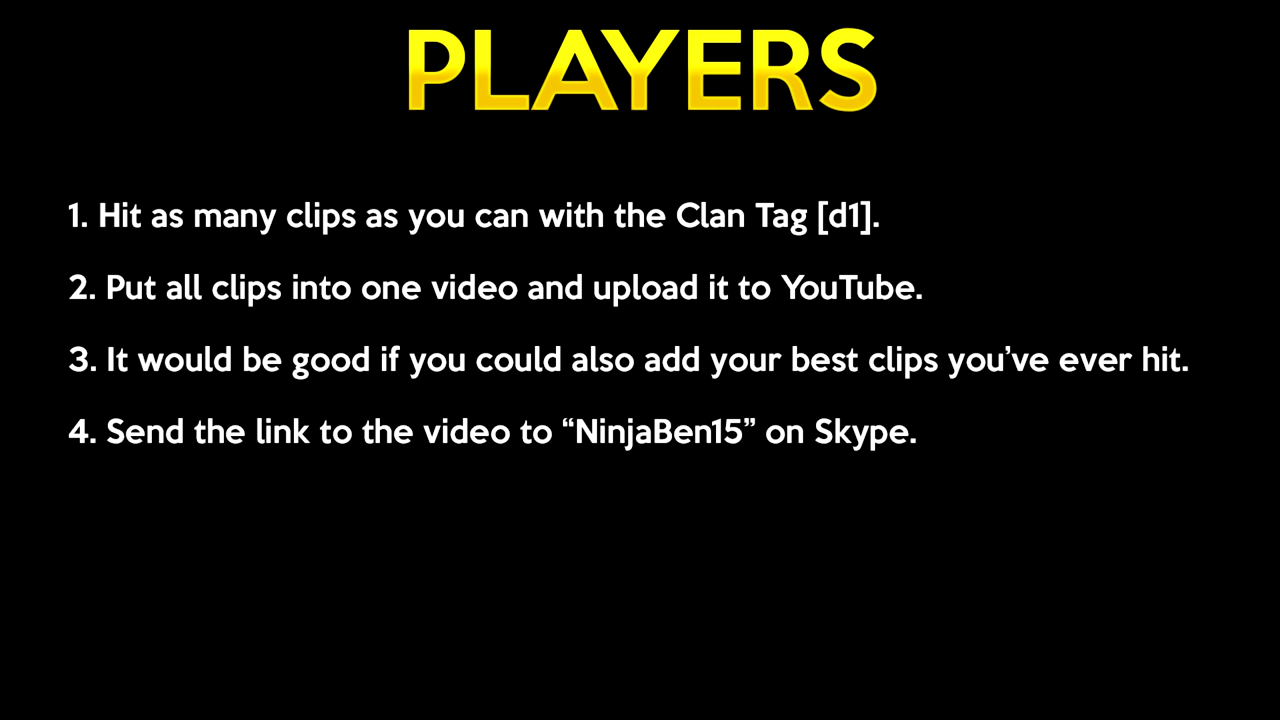 PLAYERS
1. Hit as many clips as you can with the Clan Tag [d1].
2. Put all clips into one video and upload it to YouTube.
3. It would be good if you could also add your best clips you’ve ever hit.
4. Send the link to the video to “NinjaBen15” on Skype.